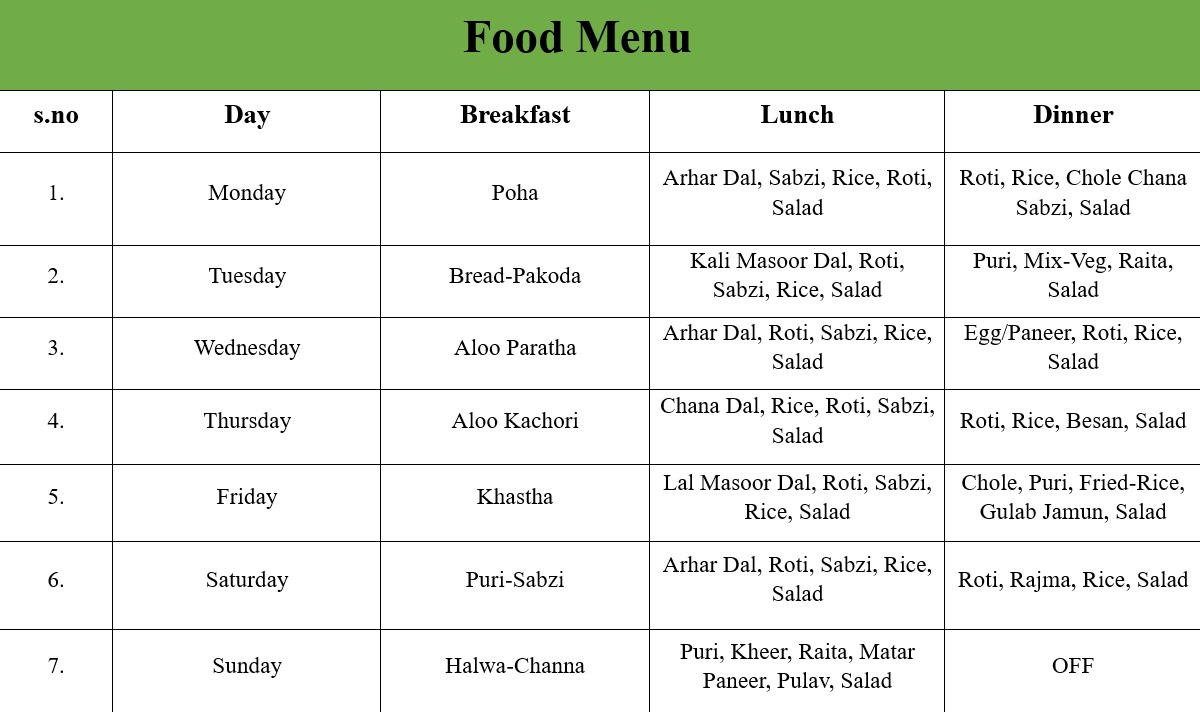 Food Menu
s.no Day Breakfast Lunch Dinner
1. Monday Poha Arhar Dal, Sabzi, Rice, Roti, Salad Roti, Rice, Chole Chana Sabzi, Salad
2. Tuesday Bread-Pakoda Kali Masoor Dal, Roti, Sabzi, Rice, Salad Puri, Mix-Veg, Raita, Salad
3. Wednesday Aloo Paratha Arhar Dal, Roti, Sabzi, Rice, Salad Egg/Paneer, Roti, Rice, Salad
4. Thursday Aloo Kachori Chana Dal, Rice, Roti, Sabzi, Salad Roti, Rice, Besan, Salad
5. Friday Khastha Lal Masoor Dal, Roti, Sabzi, Rice, Salad Chole, Puri, Fried-Rice, Gulab Jamun, Salad
6. Saturday Puri-Sabzi Arhar Dal, Roti, Sabzi, Rice, Salad Roti, Rajma, Rice, Salad
7. Sunday Halwa-Channa Puri, Kheer, Raita, Matar Paneer, Pulav, Salad OFF